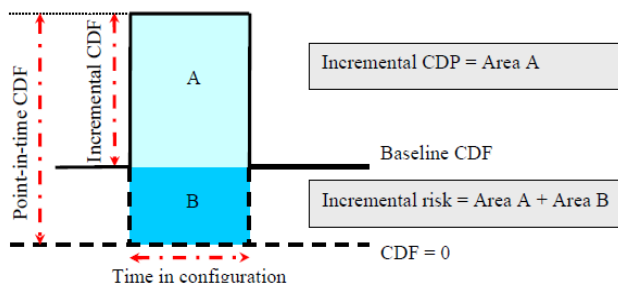 Point-in-time CDF
Incremental CDF
A
Incremental CDP = Area A
Baseline CDF
B
Incremental risk = Area A + Area B
CDF = 0
Time in configuration